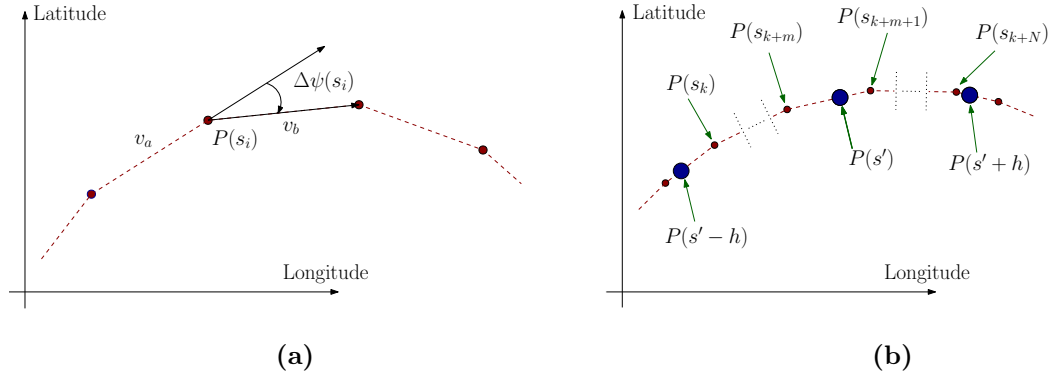 Latitude
Δψ(s_i)
v_a
P(s_i)
v_b
Longitude
(a)
Latitude
P(s_{k+m})
P(s_{k+m+1})
P(s_{k+N})
P(s_k)
P(s')
P(s' + h)
P(s' − h)
Longitude
(b)